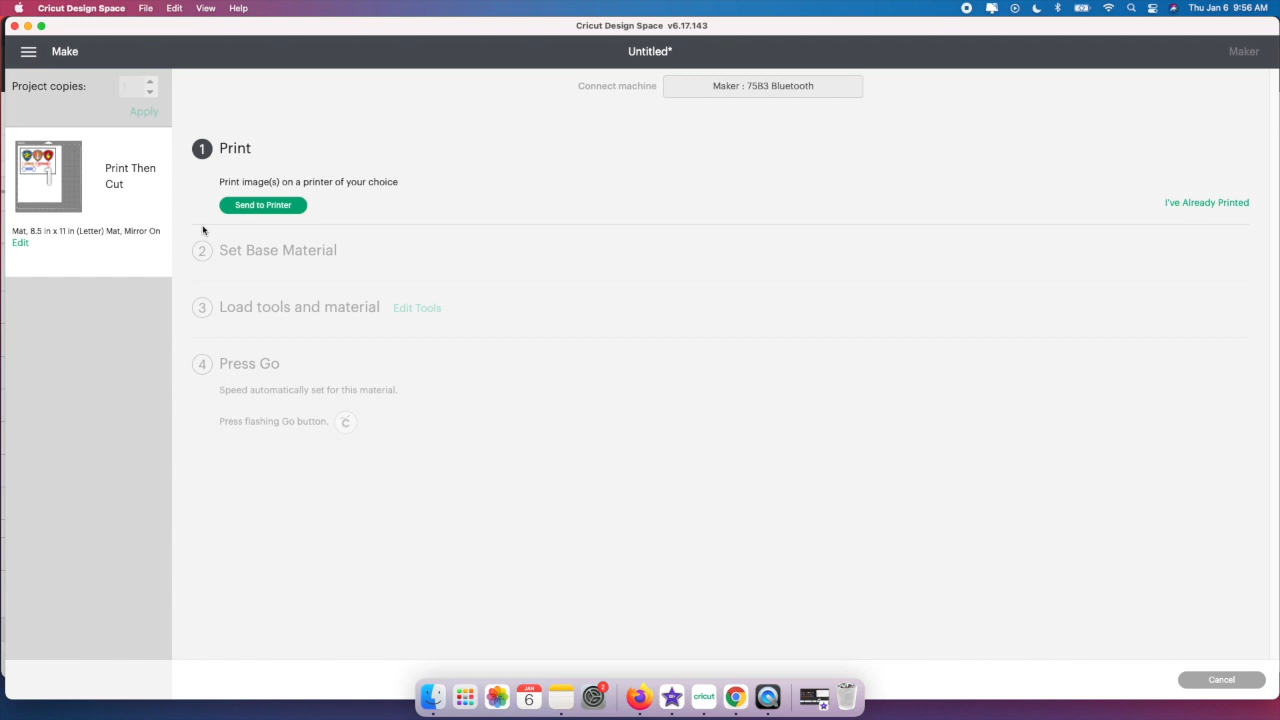 Cricut Design Space File Edit View Help
Thu Jan 6 9:56 AM
Cricut Design Space v6.17.143
Make
Untitled*
Maker
Project copies:
Apply
Connect machine
Maker : 75B3 Bluetooth
Print Then
Cut
Mat, 8.5 in x 11 in (Letter) Mat, Mirror On
Edit
1 Print
Print image(s) on a printer of your choice
Send to Printer
I've Already Printed
2 Set Base Material
3 Load tools and material Edit Tools
4 Press Go
Speed automatically set for this material.
Press flashing Go button.
Cancel
JAN
6
cricut